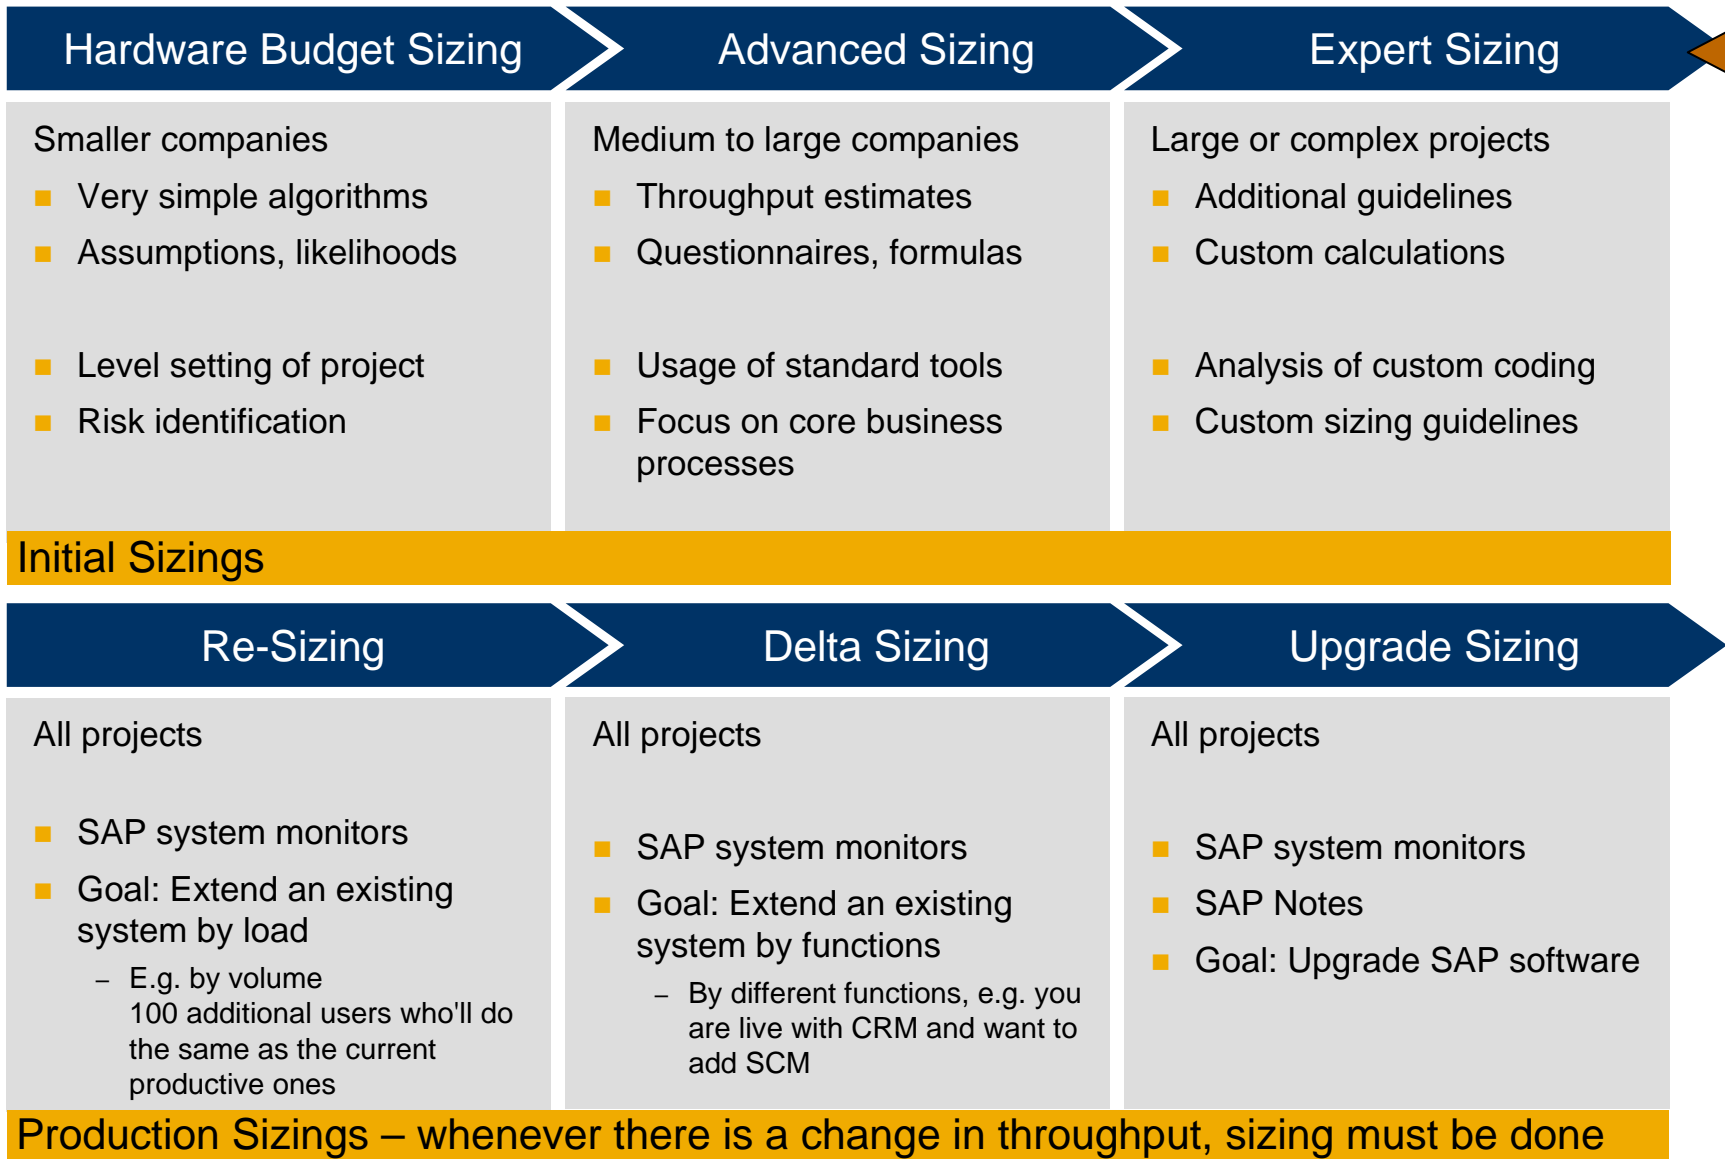 Hardware Budget Sizing
Advanced Sizing
Expert Sizing
Smaller companies
Very simple algorithms
Assumptions, likelihoods
Level setting of project
Risk identification
Medium to large companies
Throughput estimates
Questionnaires, formulas
Usage of standard tools
Focus on core business
processes
Large or complex projects
Additional guidelines
Custom calculations
Analysis of custom coding
Custom sizing guidelines
Initial Sizings
Re-Sizing
Delta Sizing
Upgrade Sizing
All projects
SAP system monitors
Goal: Extend an existing
system by load
– E.g. by volume
100 additional users who'll do
the same as the current
productive ones
All projects
SAP system monitors
Goal: Extend an existing
system by functions
– By different functions, e.g. you
are live with CRM and want to
add SCM
All projects
SAP system monitors
SAP Notes
Goal: Upgrade SAP software
Production Sizings – whenever there is a change in throughput, sizing must be done